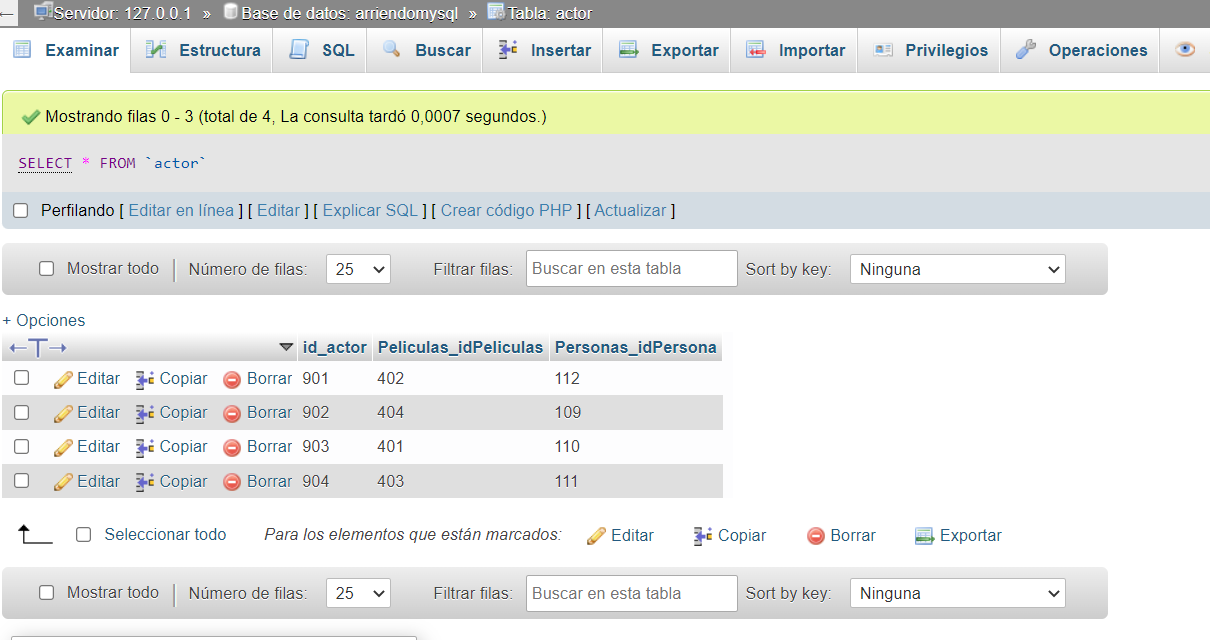 Servidor: 127.0.0.1 » Base de datos: arriendomysql » Tabla: actor
Examinar Estructura SQL Buscar Insertar Exportar Importar Privilegios Operaciones
Mostrando filas 0 - 3 (total de 4, La consulta tardó 0,0007 segundos.)
SELECT * FROM `actor`
Perfilando [ Editar en línea ] [ Editar ] [ Explicar SQL ] [ Crear código PHP ] [ Actualizar ]
Mostrar todo Número de filas: 25 Filtrar filas: Buscar en esta tabla Sort by key: Ninguna
+ Opciones
←T→ id_actor Peliculas_idPeliculas Personas_idPersona
Editar Copiar Borrar 901 402 112
Editar Copiar Borrar 902 404 109
Editar Copiar Borrar 903 401 110
Editar Copiar Borrar 904 403 111
Seleccionar todo Para los elementos que están marcados: Editar Copiar Borrar Exportar
Mostrar todo Número de filas: 25 Filtrar filas: Buscar en esta tabla Sort by key: Ninguna